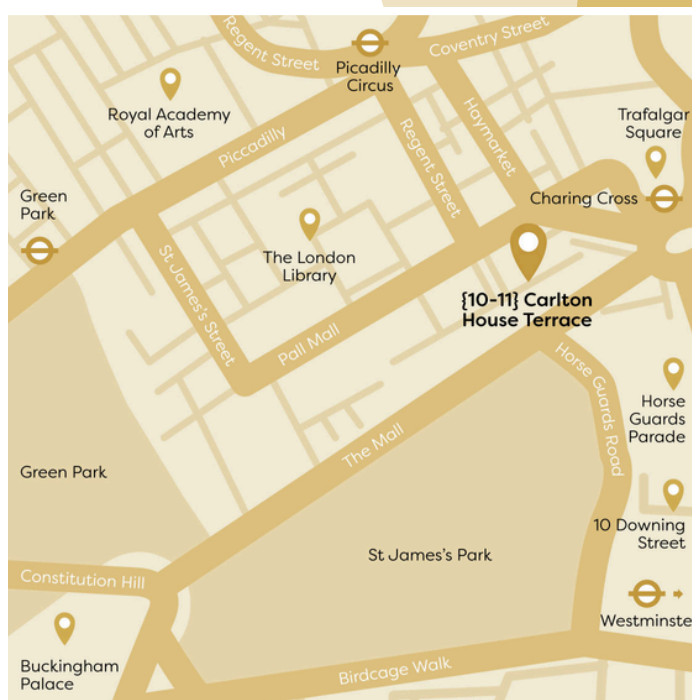 Regent Street
Coventry Street
Picadilly
Circus
Royal Academy
of Arts
Piccadilly
Haymarket
Regent Street
Trafalgar
Square
Green
Park
Charing Cross
St James's Street
The London
Library
{10-11} Carlton
House Terrace
Pall Mall
Horse Guards Road
Horse
Guards
Parade
The Mall
Green Park
10 Downing
Street
St James's Park
Constitution Hill
Westminste
Buckingham
Palace
Birdcage Walk